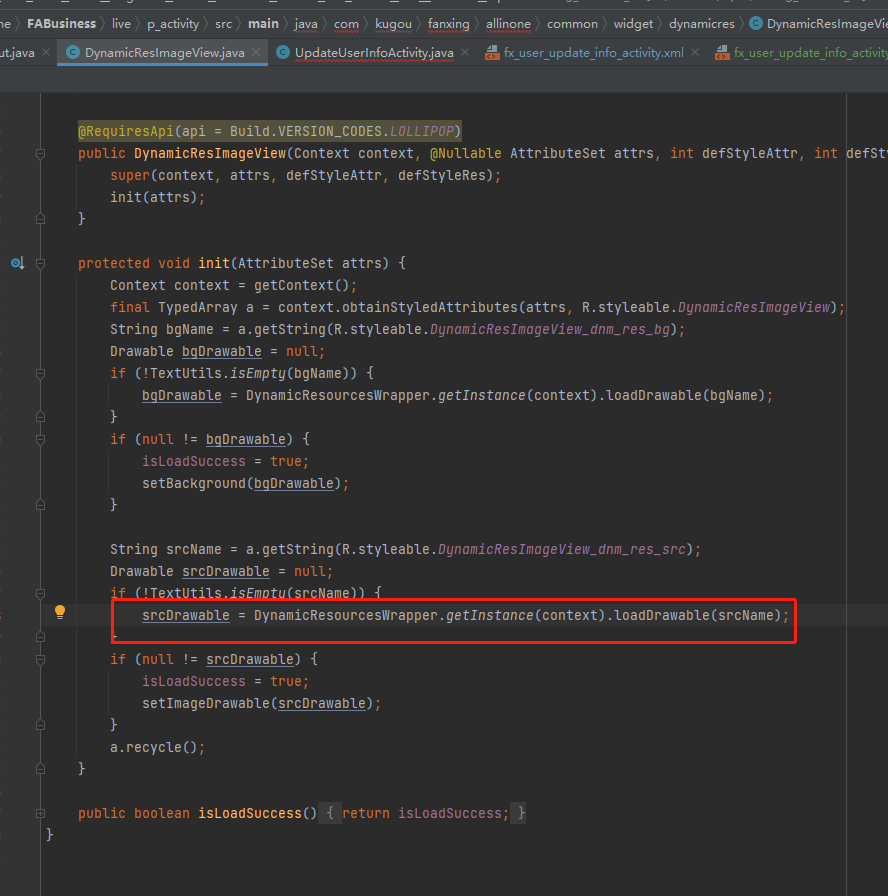 FABusiness live p_activity src main java com kugou fanxing allinone common widget dynamicres DynamicResImageVi
ut.java DynamicResImageView.java UpdateUserInfoActivity.java fx_user_update_info_activity.xml fx_user_update_info_activity
@RequiresApi(api = Build.VERSION_CODES.LOLLIPOP)
public DynamicResImageView(Context context, @Nullable AttributeSet attrs, int defStyleAttr, int defSt
super(context, attrs, defStyleAttr, defStyleRes);
init(attrs);
}
protected void init(AttributeSet attrs) {
Context context = getContext();
final TypedArray a = context.obtainStyledAttributes(attrs, R.styleable.DynamicResImageView);
String bgName = a.getString(R.styleable.DynamicResImageView_dnm_res_bg);
Drawable bgDrawable = null;
if (!TextUtils.isEmpty(bgName)) {
bgDrawable = DynamicResourcesWrapper.getInstance(context).loadDrawable(bgName);
}
if (null != bgDrawable) {
isLoadSuccess = true;
setBackground(bgDrawable);
}
String srcName = a.getString(R.styleable.DynamicResImageView_dnm_res_src);
Drawable srcDrawable = null;
if (!TextUtils.isEmpty(srcName)) {
srcDrawable = DynamicResourcesWrapper.getInstance(context).loadDrawable(srcName);
}
if (null != srcDrawable) {
isLoadSuccess = true;
setImageDrawable(srcDrawable);
}
a.recycle();
}
public boolean isLoadSuccess() { return isLoadSuccess; }
}